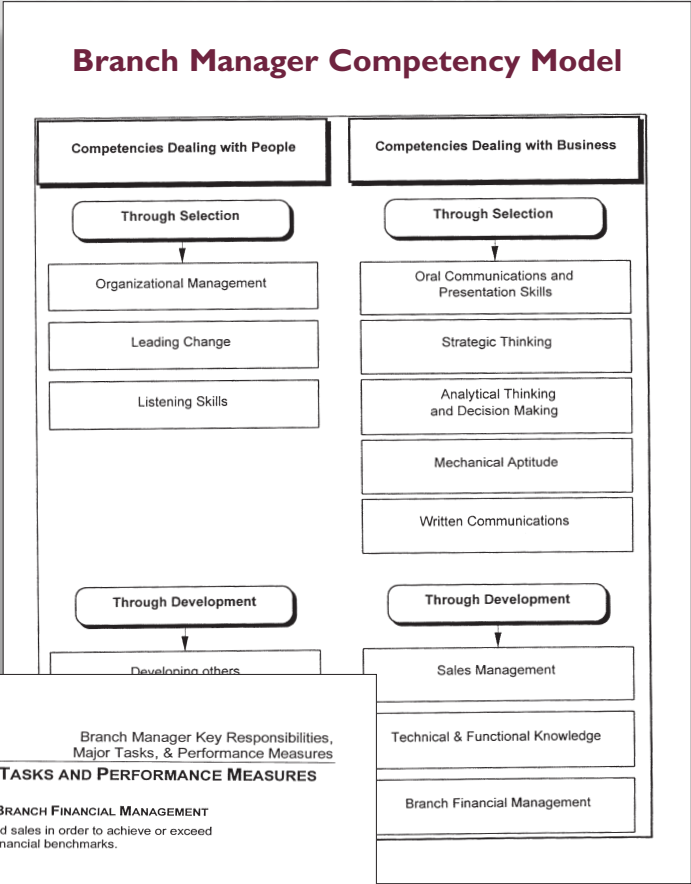 Branch Manager Competency Model
Competencies Dealing with People
Through Selection
Organizational Management
Leading Change
Listening Skills
Through Development
Developing others
Competencies Dealing with Business
Through Selection
Oral Communications and
Presentation Skills
Strategic Thinking
Analytical Thinking
and Decision Making
Mechanical Aptitude
Written Communications
Through Development
Sales Management
Technical & Functional Knowledge
Branch Financial Management
Branch Manager Key Responsibilities,
Major Tasks, & Performance Measures
TASKS AND PERFORMANCE MEASURES
BRANCH FINANCIAL MANAGEMENT
sales in order to achieve or exceed
benchmarks.